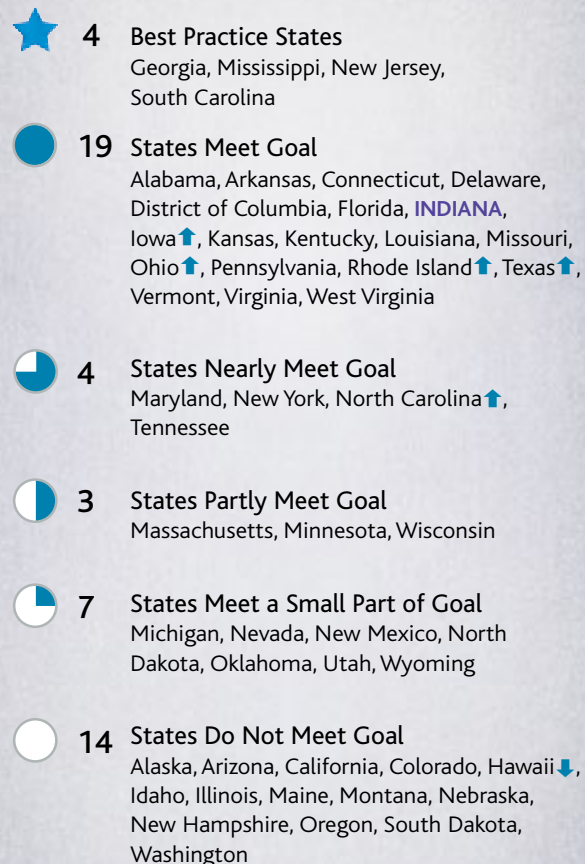 4 Best Practice States
Georgia, Mississippi, New Jersey,
South Carolina
19 States Meet Goal
Alabama, Arkansas, Connecticut, Delaware,
District of Columbia, Florida, INDIANA,
Iowa⬆, Kansas, Kentucky, Louisiana, Missouri,
Ohio⬆, Pennsylvania, Rhode Island⬆, Texas⬆,
Vermont, Virginia, West Virginia
4 States Nearly Meet Goal
Maryland, New York, North Carolina⬆,
Tennessee
3 States Partly Meet Goal
Massachusetts, Minnesota, Wisconsin
7 States Meet a Small Part of Goal
Michigan, Nevada, New Mexico, North
Dakota, Oklahoma, Utah, Wyoming
14 States Do Not Meet Goal
Alaska, Arizona, California, Colorado, Hawaii⬇,
Idaho, Illinois, Maine, Montana, Nebraska,
New Hampshire, Oregon, South Dakota,
Washington